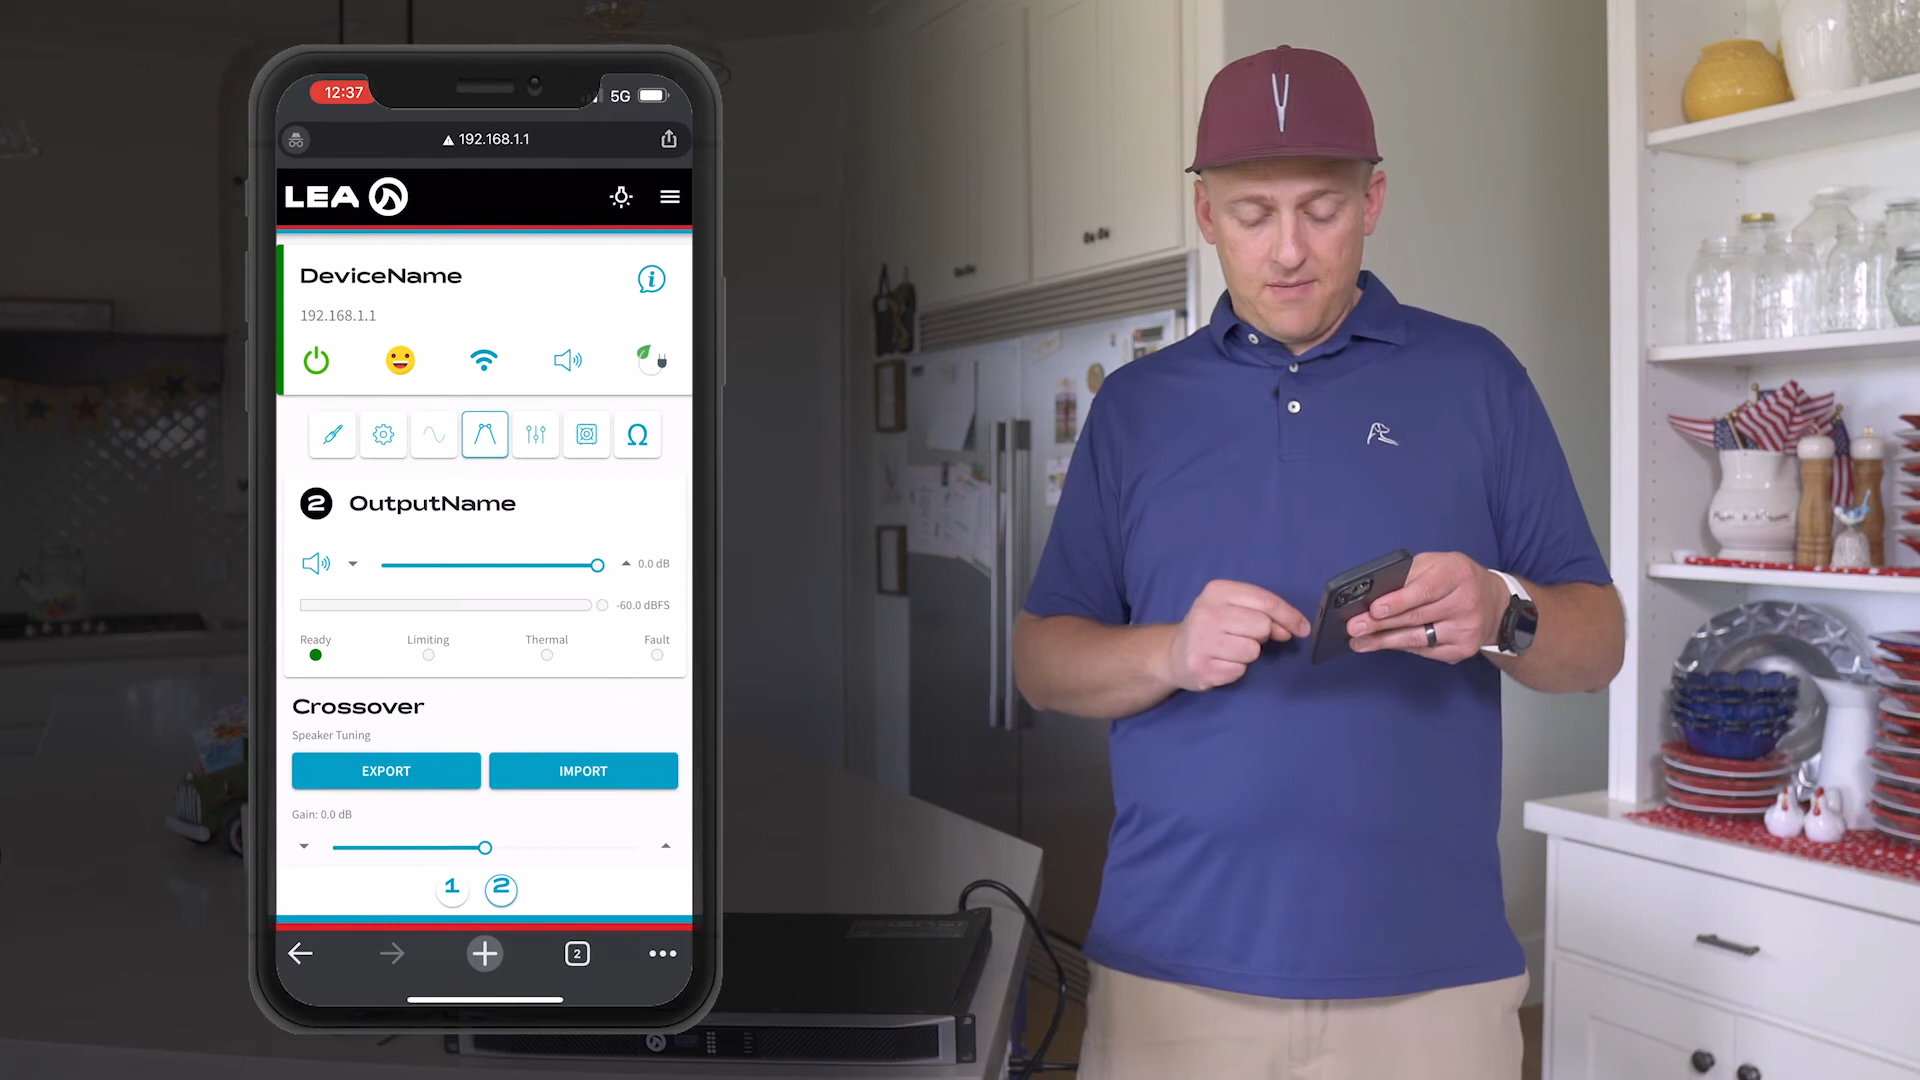 12:37
5G
192.168.1.1
LEA
DeviceName
192.168.1.1
Ω
2 OutputName
0.0 dB
-60.0 dBFS
Ready Limiting Thermal Fault
Crossover
Speaker Tuning
EXPORT IMPORT
Gain: 0.0 dB
1 2
2